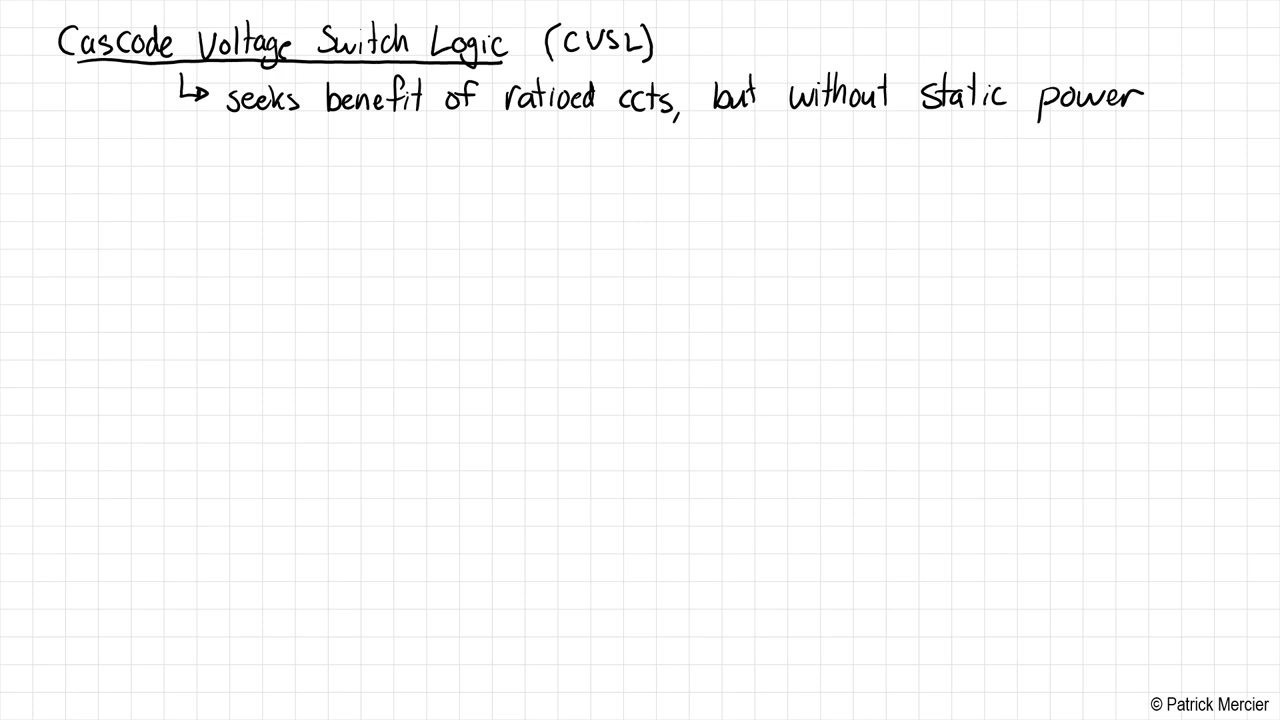 Cascode Voltage Switch Logic (CVSL)
↳ seeks benefit of ratioed ccts, but without static power
© Patrick Mercier